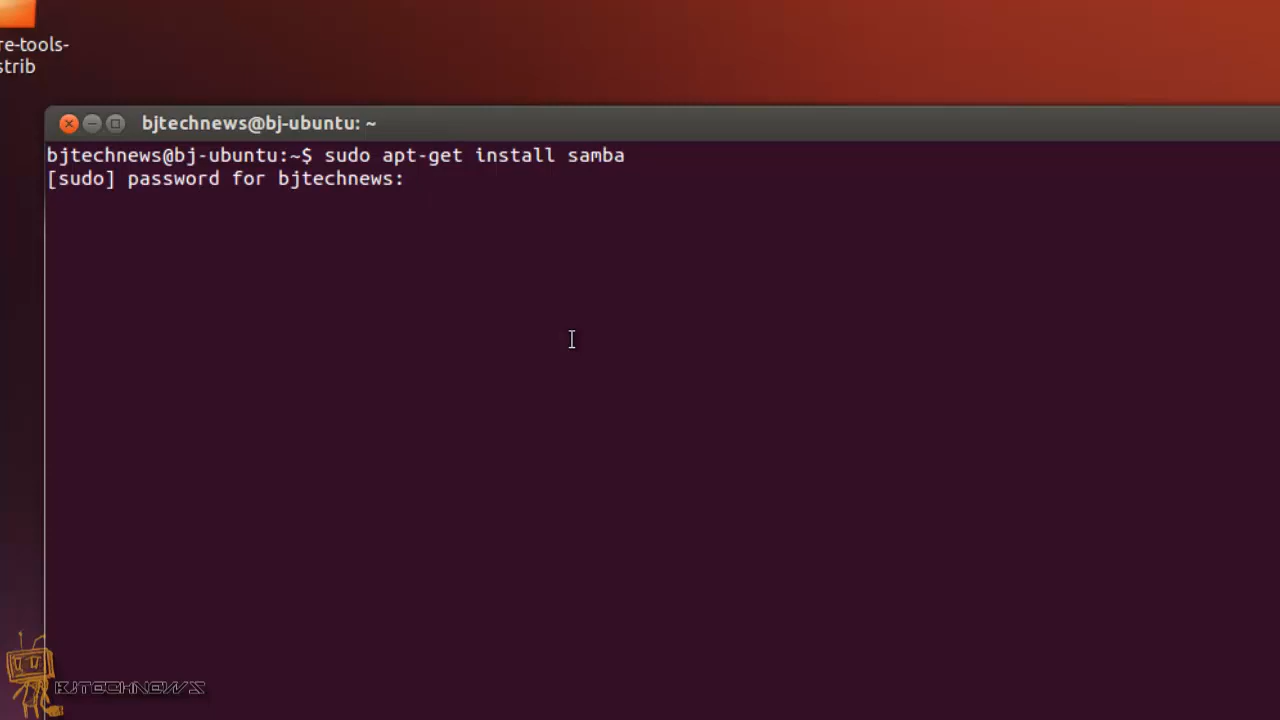 re-tools-
strib
bjtechnews@bj-ubuntu: ~
bjtechnews@bj-ubuntu:~$ sudo apt-get install samba
[sudo] password for bjtechnews:
BJTECHNEWS